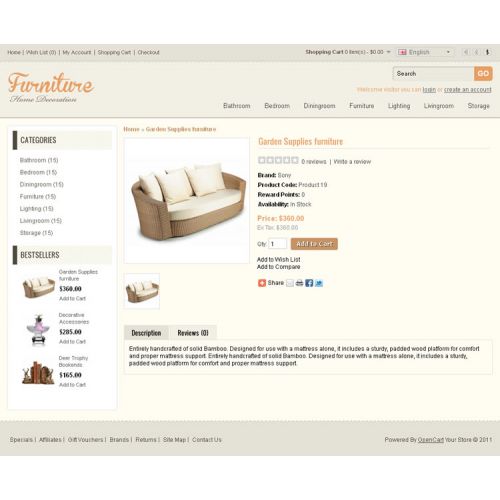 Home | Wish List (0) | My Account | Shopping Cart | Checkout
Shopping Cart 0 item(s) - $0.00
English
€ £ $
Furniture
Home Decoration
Search
GO
Welcome visitor you can login or create an account.
Bathroom Bedroom Diningroom Furniture Lighting Livingroom Storage
CATEGORIES
Bathroom (15)
Bedroom (15)
Diningroom (15)
Furniture (15)
Lighting (15)
Livingroom (15)
Storage (15)
BESTSELLERS
Garden Supplies
furniture
$360.00
Add to Cart
Decorative
Accessores
$285.00
Add to Cart
Deer Trophy
Bookends
$165.00
Add to Cart
Home » Garden Supplies furniture
Garden Supplies furniture
0 reviews | Write a review
Brand: Sony
Product Code: Product 19
Reward Points: 0
Availability: In Stock
Price: $360.00
Ex Tax: $360.00
Qty: 1 Add to Cart
Add to Wish List
Add to Compare
Share
Description Reviews (0)
Entirely handcrafted of solid Bamboo. Designed for use with a mattress alone, it includes a sturdy, padded wood platform for comfort
and proper mattress support. Entirely handcrafted of solid Bamboo. Designed for use with a mattress alone, it includes a sturdy,
padded wood platform for comfort and proper mattress support.
Specials | Affiliates | Gift Vouchers | Brands | Returns | Site Map | Contact Us
Powered By OpenCart Your Store © 2011